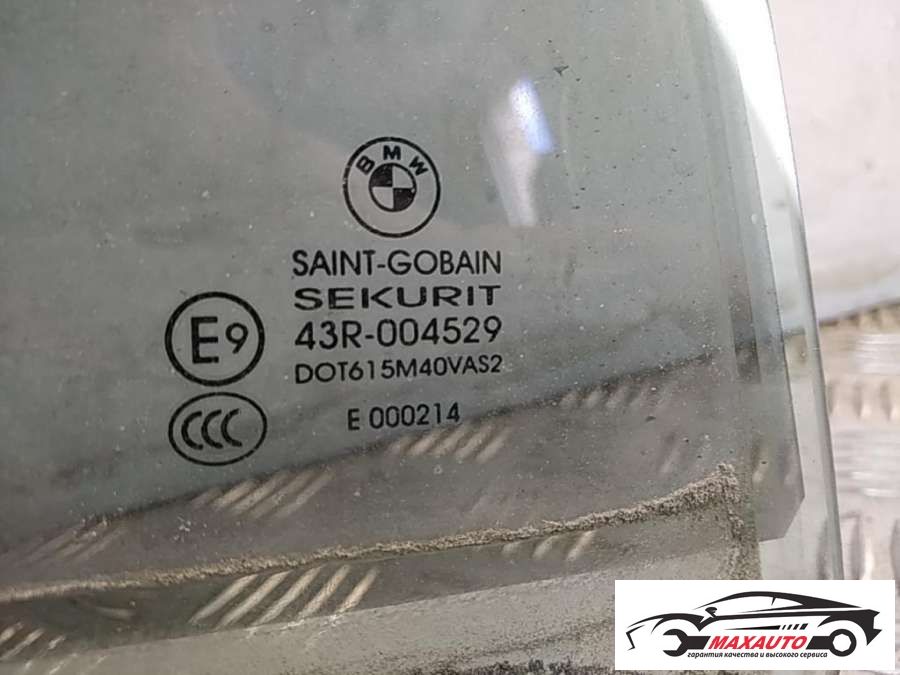 BMW
SAINT-GOBAIN
SEKURIT
E9
43R-004529
DOT615M40VAS2
CCC
E 000214
MAXAUTO
гарантия качества и высокого сервиса